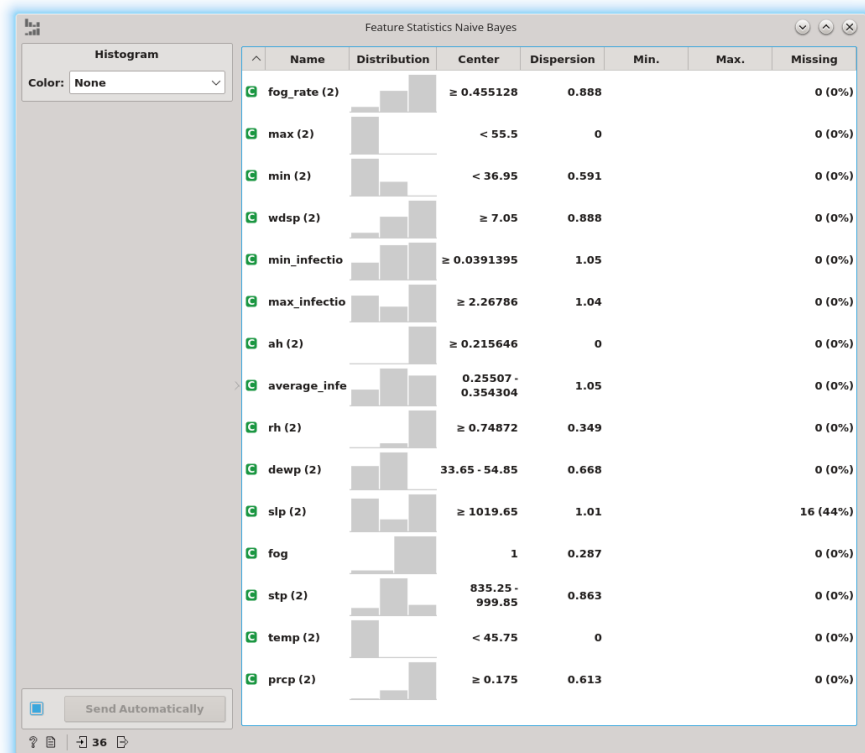 Feature Statistics Naive Bayes
Histogram
Color: None
Name Distribution Center Dispersion Min. Max. Missing
C fog_rate (2) ≥ 0.455128 0.888 0 (0%)
C max (2) < 55.5 0 0 (0%)
C min (2) < 36.95 0.591 0 (0%)
C wdsp (2) ≥ 7.05 0.888 0 (0%)
C min_infectio ≥ 0.0391395 1.05 0 (0%)
C max_infectio ≥ 2.26786 1.04 0 (0%)
C ah (2) ≥ 0.215646 0 0 (0%)
C average_infe 0.25507 - 0.354304 1.05 0 (0%)
C rh (2) ≥ 0.74872 0.349 0 (0%)
C dewp (2) 33.65 - 54.85 0.668 0 (0%)
C slp (2) ≥ 1019.65 1.01 16 (44%)
C fog 1 0.287 0 (0%)
C stp (2) 835.25 - 999.85 0.863 0 (0%)
C temp (2) < 45.75 0 0 (0%)
C prcp (2) ≥ 0.175 0.613 0 (0%)
Send Automatically
? 36